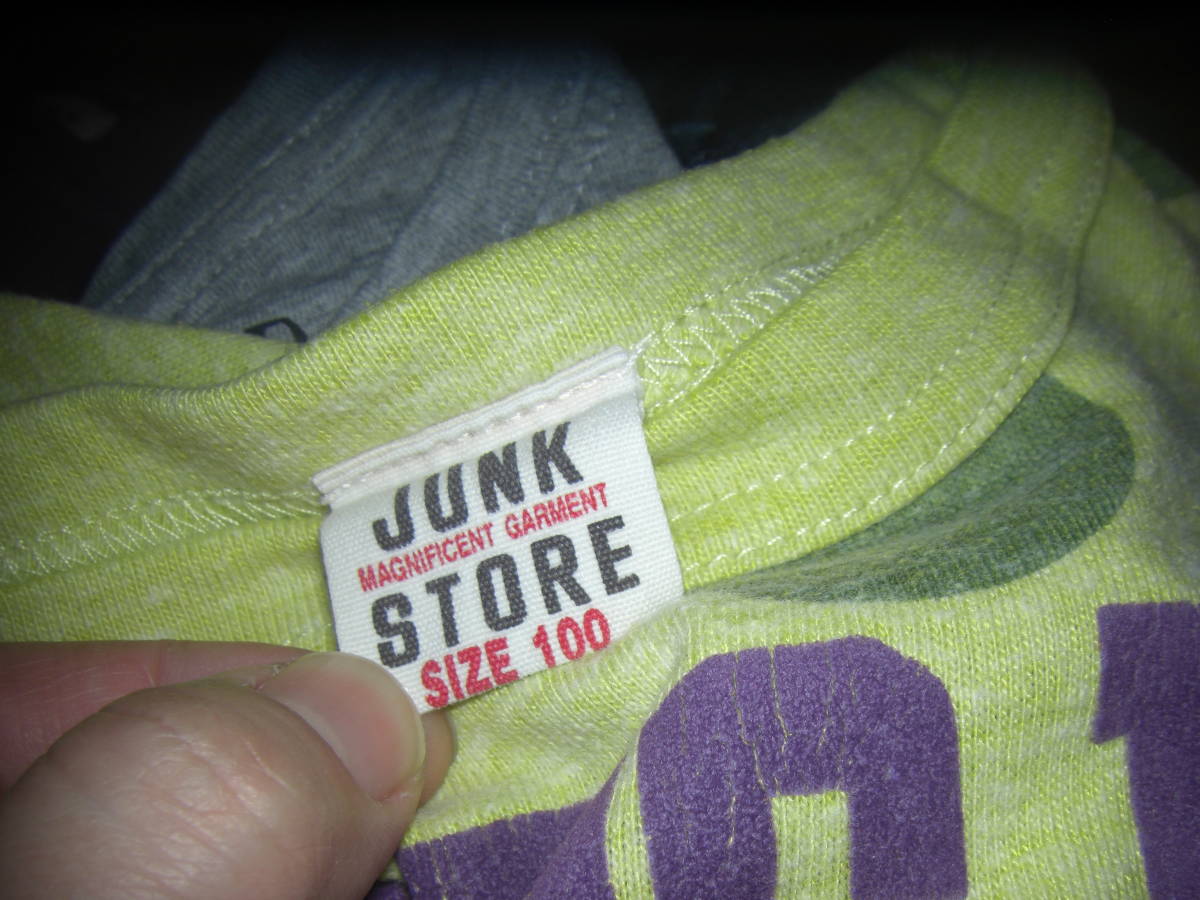 JUNK
MAGNIFICENT GARMENT
STORE
SIZE 100